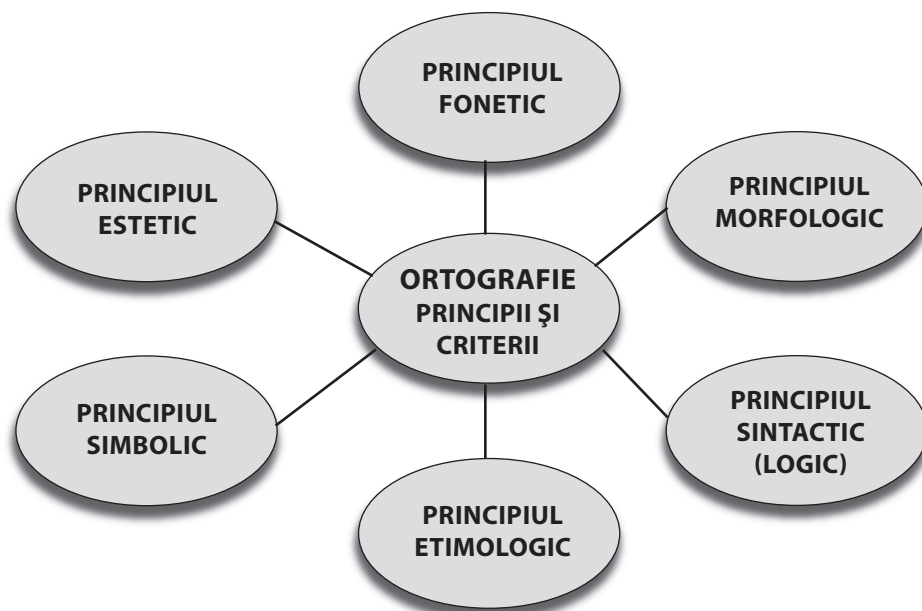 PRINCIPIUL
FONETIC
PRINCIPIUL
ESTETIC
PRINCIPIUL
MORFOLOGIC
ORTOGRAFIE
PRINCIPII ŞI
CRITERII
PRINCIPIUL
SIMBOLIC
PRINCIPIUL
SINTACTIC
(LOGIC)
PRINCIPIUL
ETIMOLOGIC